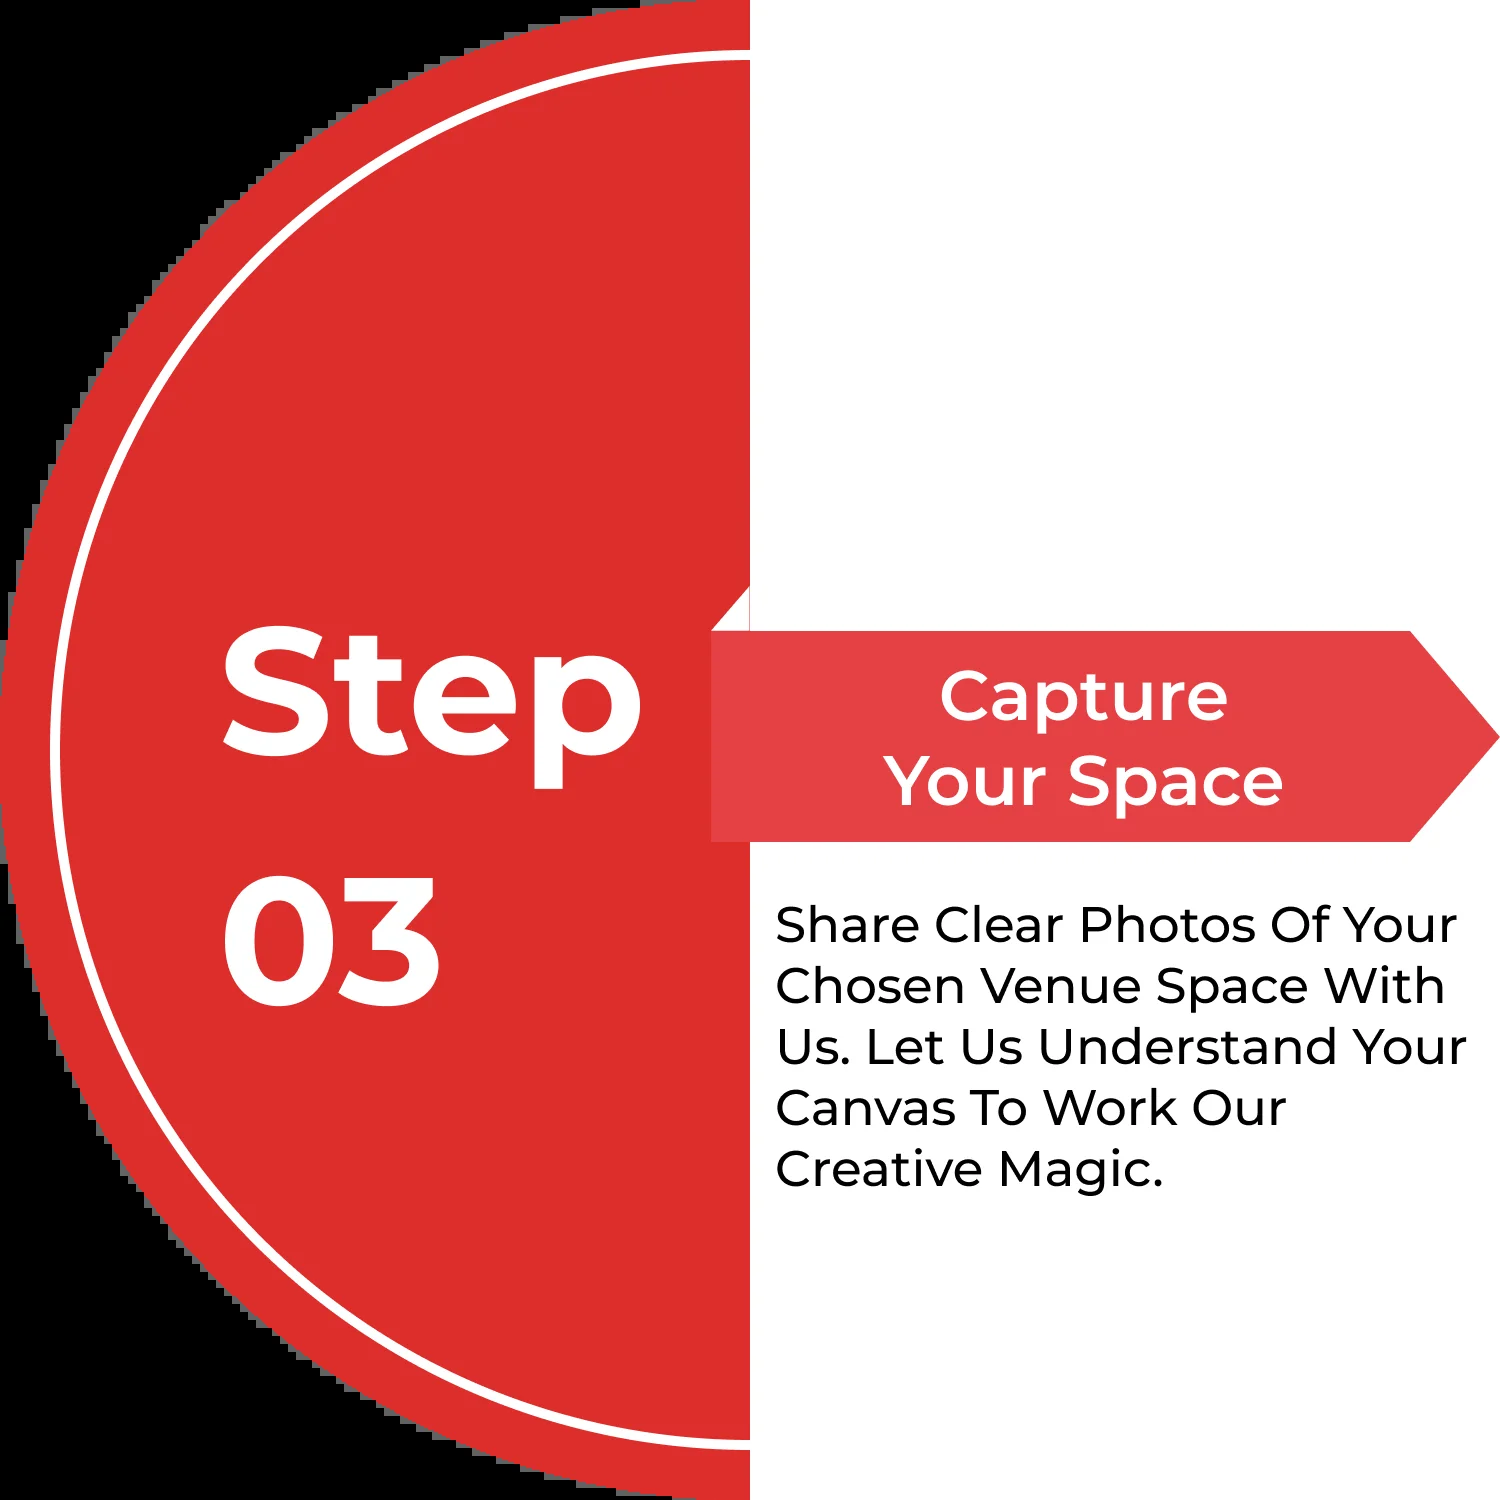 Step
03
Capture
Your Space
Share Clear Photos Of Your
Chosen Venue Space With
Us. Let Us Understand Your
Canvas To Work Our
Creative Magic.